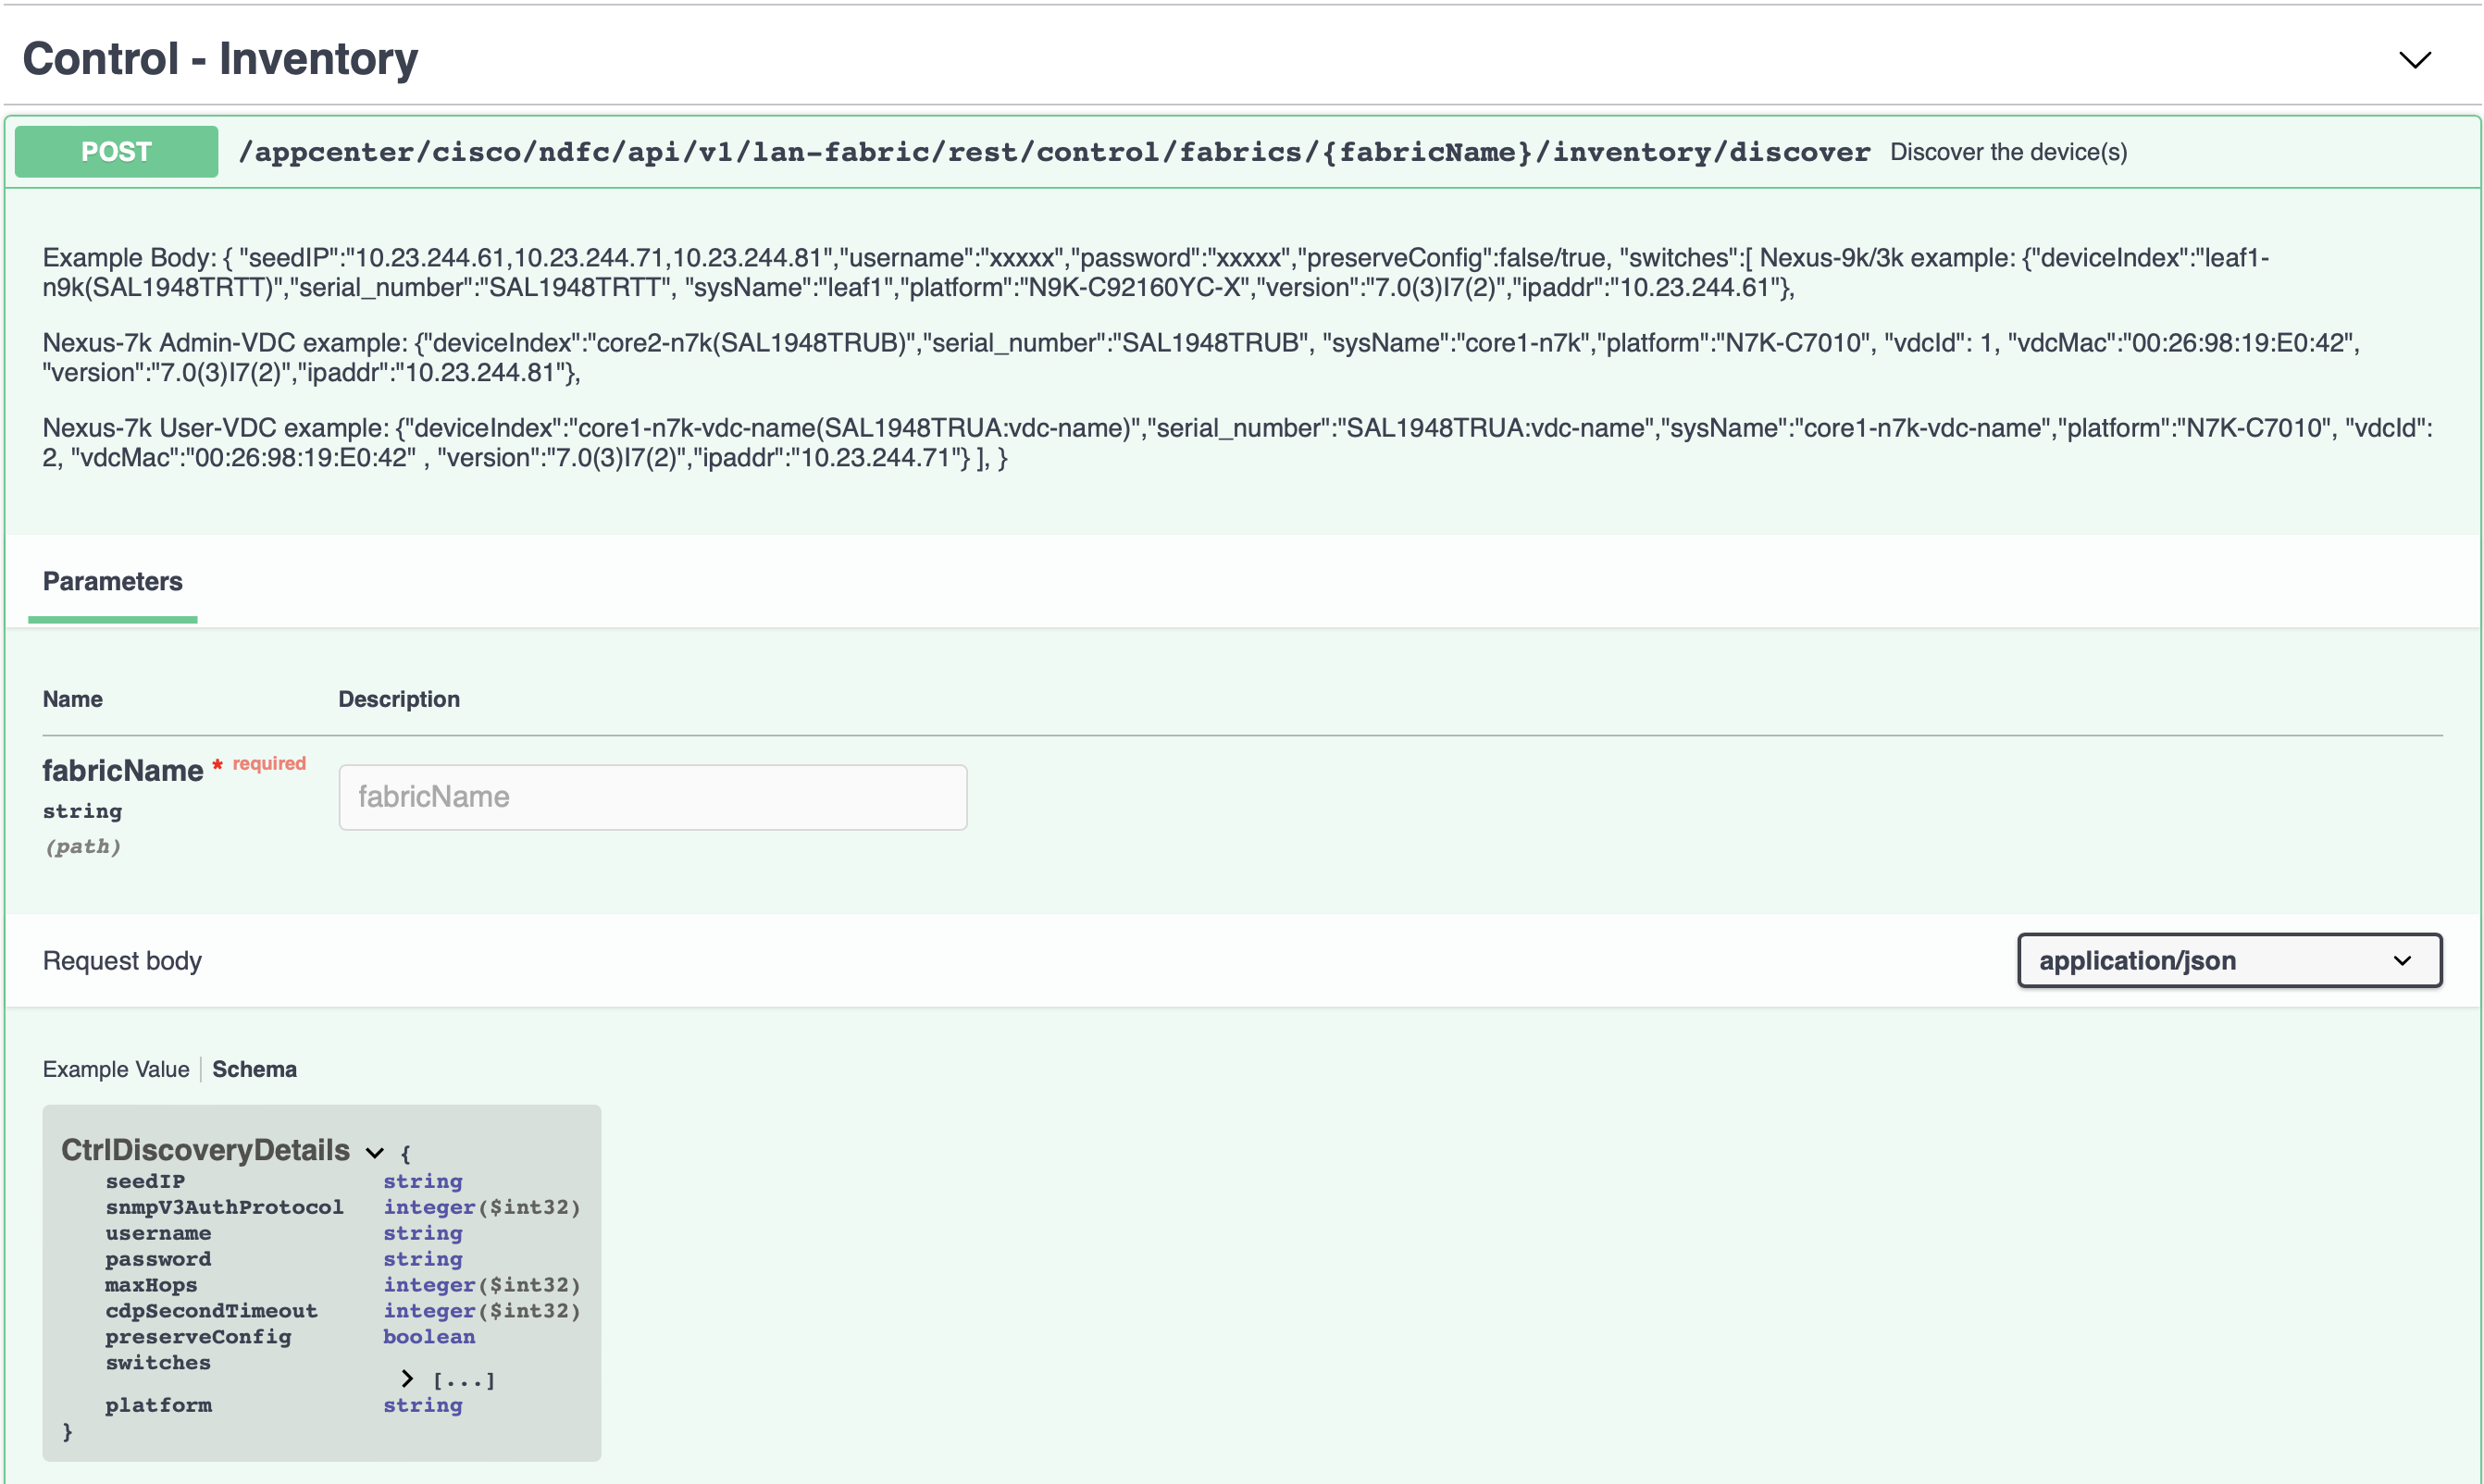 Control - Inventory
POST /appcenter/cisco/ndfc/api/v1/lan-fabric/rest/control/fabrics/{fabricName}/inventory/discover Discover the device(s)
Example Body: { "seedIP":"10.23.244.61,10.23.244.71,10.23.244.81","username":"xxxxx","password":"xxxxx","preserveConfig":false/true, "switches":[ Nexus-9k/3k example: {"deviceIndex":"leaf1-
n9k(SAL1948TRTT)","serial_number":"SAL1948TRTT", "sysName":"leaf1","platform":"N9K-C92160YC-X","version":"7.0(3)I7(2)","ipaddr":"10.23.244.61"},
Nexus-7k Admin-VDC example: {"deviceIndex":"core2-n7k(SAL1948TRUB)","serial_number":"SAL1948TRUB", "sysName":"core1-n7k","platform":"N7K-C7010", "vdcId": 1, "vdcMac":"00:26:98:19:E0:42",
"version":"7.0(3)I7(2)","ipaddr":"10.23.244.81"},
Nexus-7k User-VDC example: {"deviceIndex":"core1-n7k-vdc-name(SAL1948TRUA:vdc-name)","serial_number":"SAL1948TRUA:vdc-name","sysName":"core1-n7k-vdc-name","platform":"N7K-C7010", "vdcId":
2, "vdcMac":"00:26:98:19:E0:42" , "version":"7.0(3)I7(2)","ipaddr":"10.23.244.71"} ], }
Parameters
Name Description
fabricName * required
string
(path)
fabricName
Request body
application/json
Example Value Schema
CtrlDiscoveryDetails {
seedIP string
snmpV3AuthProtocol integer($int32)
username string
password string
maxHops integer($int32)
cdpSecondTimeout integer($int32)
preserveConfig boolean
switches
[...]
platform string
}